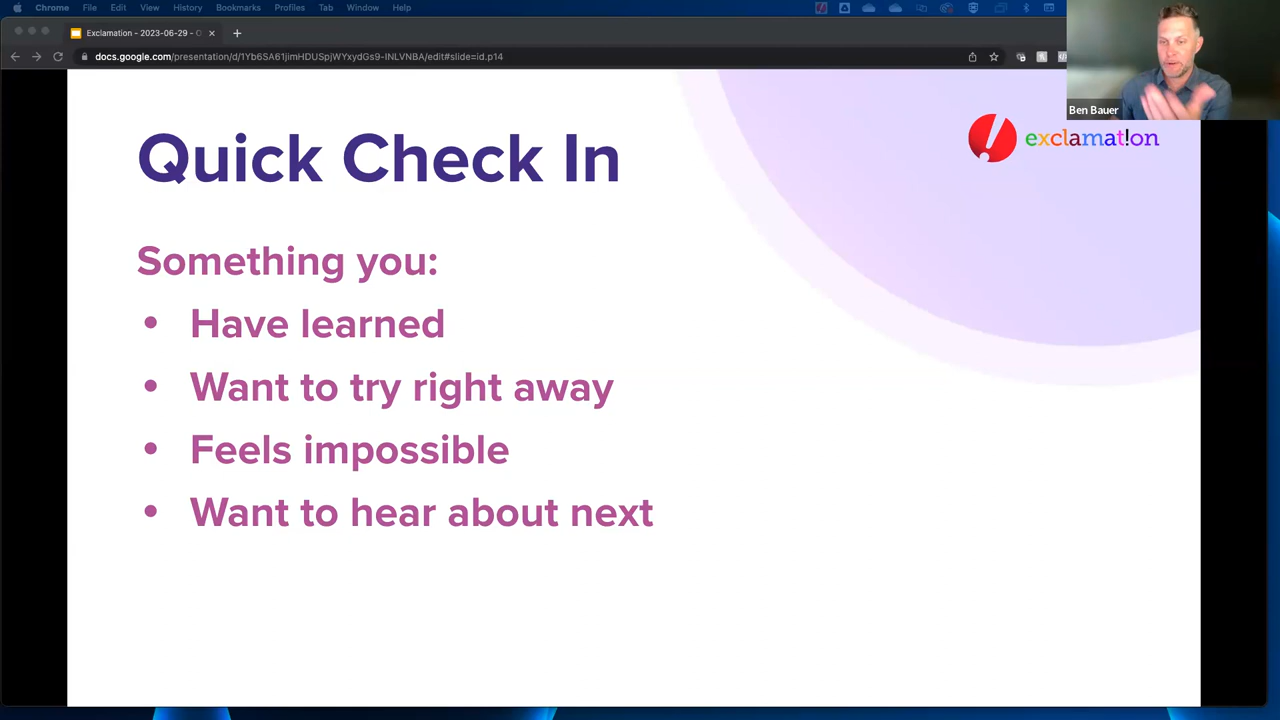 Chrome File Edit View History Bookmarks Profiles Tab Window Help
Exclamation - 2023-06-29 -
docs.google.com/presentation/d/1Yb6SA61jimHDUSpjWYxydGs9-INLVNBA/edit#slide=id.p14
Ben Bauer
exclamat!on
Quick Check In
Something you:
• Have learned
• Want to try right away
• Feels impossible
• Want to hear about next